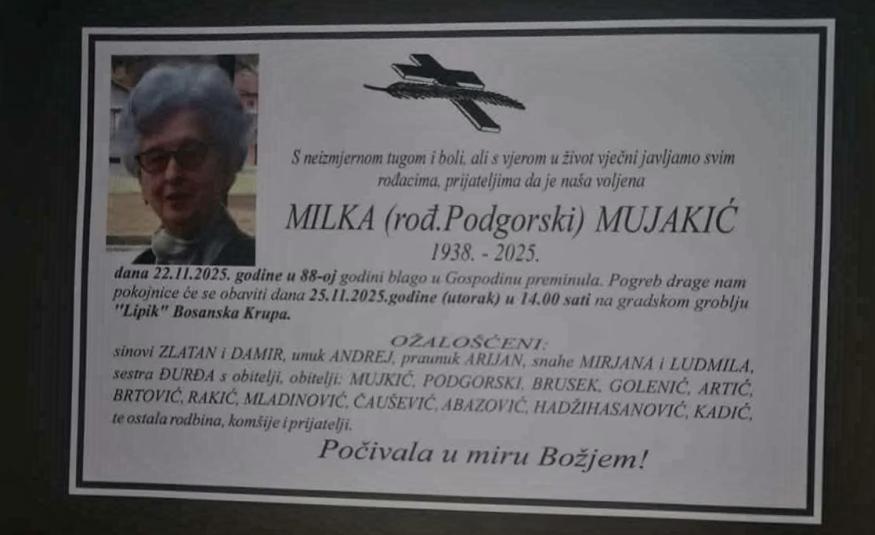 S neizmjernom tugom i boli, ali s vjerom u život vječni javljamo svim
rođacima, prijateljima da je naša voljena
MILKA (rođ.Podgorski) MUJAKIĆ
1938. - 2025.
dana 22.11.2025. godine u 88-oj godini blago u Gospodinu preminula. Pogreb drage nam
pokojnice će se obaviti dana 25.11.2025.godine (utorak) u 14.00 sati na gradskom groblju
"Lipik" Bosanska Krupa.
OŽALOŠĆENI:
sinovi ZLATAN i DAMIR, unuk ANDREJ, praunuk ARIJAN, snahe MIRJANA i LUDMILA,
sestra ĐURĐA s obitelji, obitelji: MUJKIĆ, PODGORSKI, BRUSEK, GOLENIĆ, ARTIĆ,
BRTOVIĆ, RAKIĆ, MLADINOVIĆ, ČAUŠEVIĆ, ABAZOVIĆ, HADŽIHASANOVIĆ, KADIĆ,
te ostala rodbina, komšije i prijatelji.
Počivala u miru Božjem!